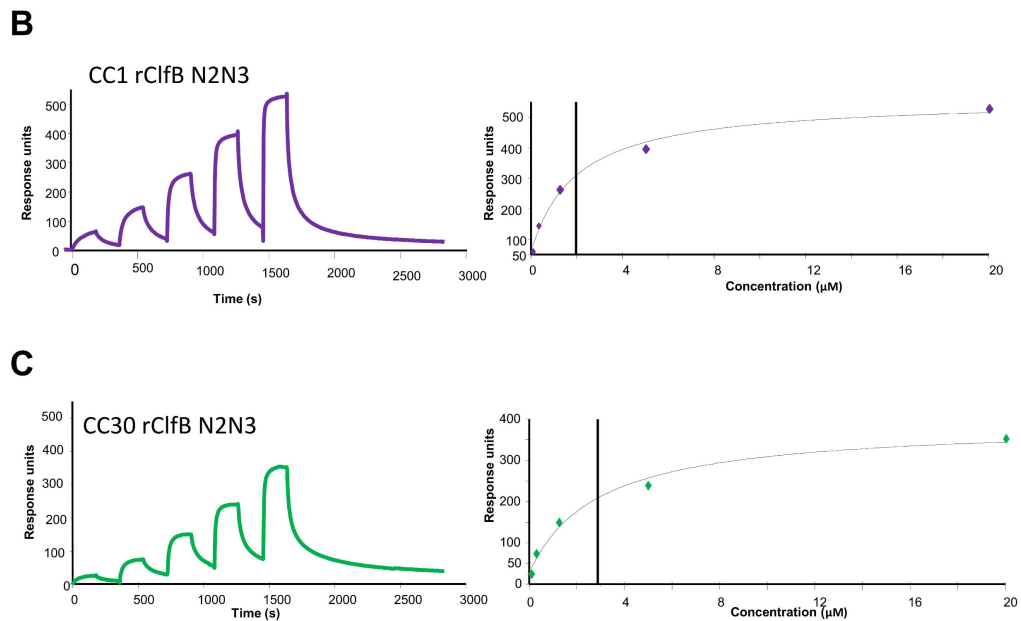 B
CC1 rClfB N2N3
Response units
500
400
300
200
100
0
0 500 1000 1500 2000 2500 3000
Time (s)
Response units
500
400
300
200
100
50
0 4 8 12 16 20
Concentration (µM)
C
CC30 rClfB N2N3
Response units
500
400
300
200
100
0
0 500 1000 1500 2000 2500 3000
Time (s)
Response units
400
300
200
100
50
0
0 4 8 12 16 20
Concentration (µM)